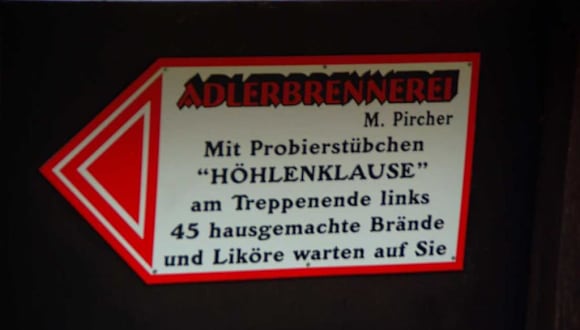 ADLERBRENNEREI
M. Pircher
Mit Probierstübchen
“HÖHLENKLAUSE”
am Treppenende links
45 hausgemachte Brände
und Liköre warten auf Sie